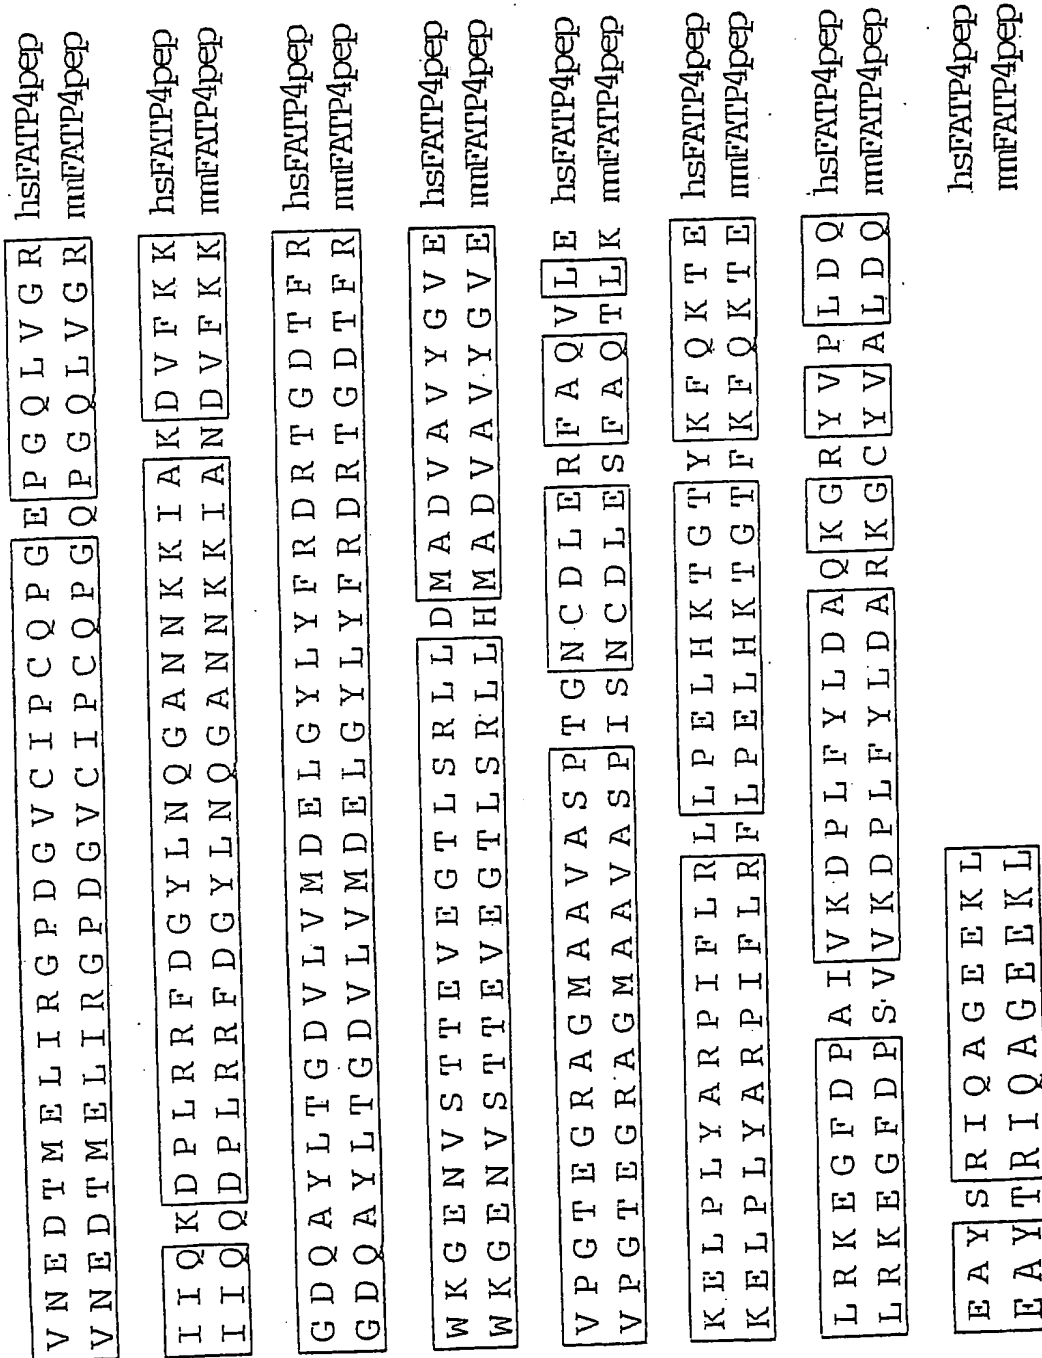 V N E D T M E L I R G P D G V C I P C Q P G E P G Q L V G R hsFATP4pep
V N E D T M E L I R G P D G V C I P C Q P G Q P G Q L V G R mmFATP4pep
I I Q K D P L R R F D G Y L N Q G A N N K K I A K D V F K K hsFATP4pep
I I Q Q D P L R R F D G Y L N Q G A N N K K I A N D V F K K mmFATP4pep
G D Q A Y L T G D V L V M D E L G Y L Y F R D R T G D T F R hsFATP4pep
G D Q A Y L T G D V L V M D E L G Y L Y F R D R T G D T F R mmFATP4pep
W K G E N V S T T E V E G T L S R L L D M A D V A V Y G V E hsFATP4pep
W K G E N V S T T E V E G T L S R L L H M A D V A V Y G V E mmFATP4pep
V P G T E G R A G M A A V A S P T G N C D L E R F A Q V L E hsFATP4pep
V P G T E G R A G M A A V A S P I S N C D L E S F A Q T L K mmFATP4pep
K E L P L Y A R P I F L R L L P E L H K T G T Y K F Q K T E hsFATP4pep
K E L P L Y A R P I F L R F L P E L H K T G T F K F Q K T E mmFATP4pep
L R K E G F D P A I V K D P L F Y L D A Q K G R Y V P L D Q hsFATP4pep
L R K E G F D P S V V K D P L F Y L D A R K G C Y V A L D Q mmFATP4pep
E A Y S R I Q A G E E K L hsFATP4pep
E A Y T R I Q A G E E K L mmFATP4pep